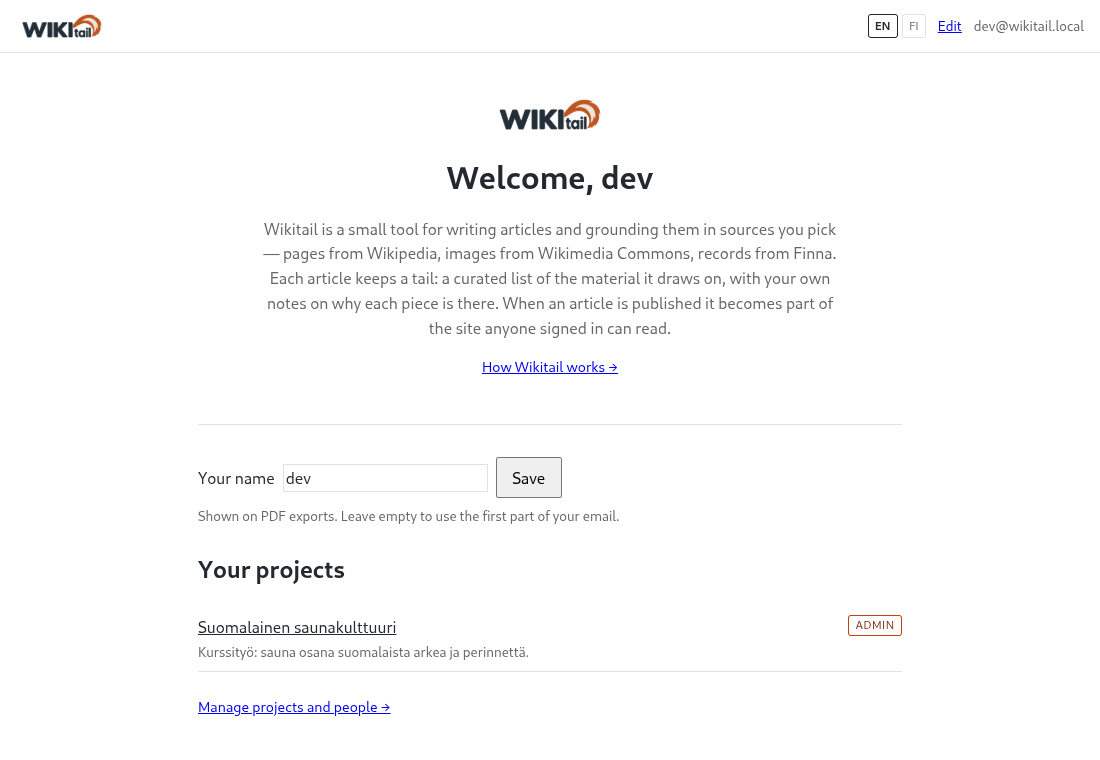 WIKItail
EN FI Edit dev@wikitail.local
WIKItail
Welcome, dev
Wikitail is a small tool for writing articles and grounding them in sources you pick
— pages from Wikipedia, images from Wikimedia Commons, records from Finna.
Each article keeps a tail: a curated list of the material it draws on, with your own
notes on why each piece is there. When an article is published it becomes part of
the site anyone signed in can read.
How Wikitail works →
Your name dev Save
Shown on PDF exports. Leave empty to use the first part of your email.
Your projects
Suomalainen saunakulttuuri ADMIN
Kurssityö: sauna osana suomalaista arkea ja perinnettä.
Manage projects and people →